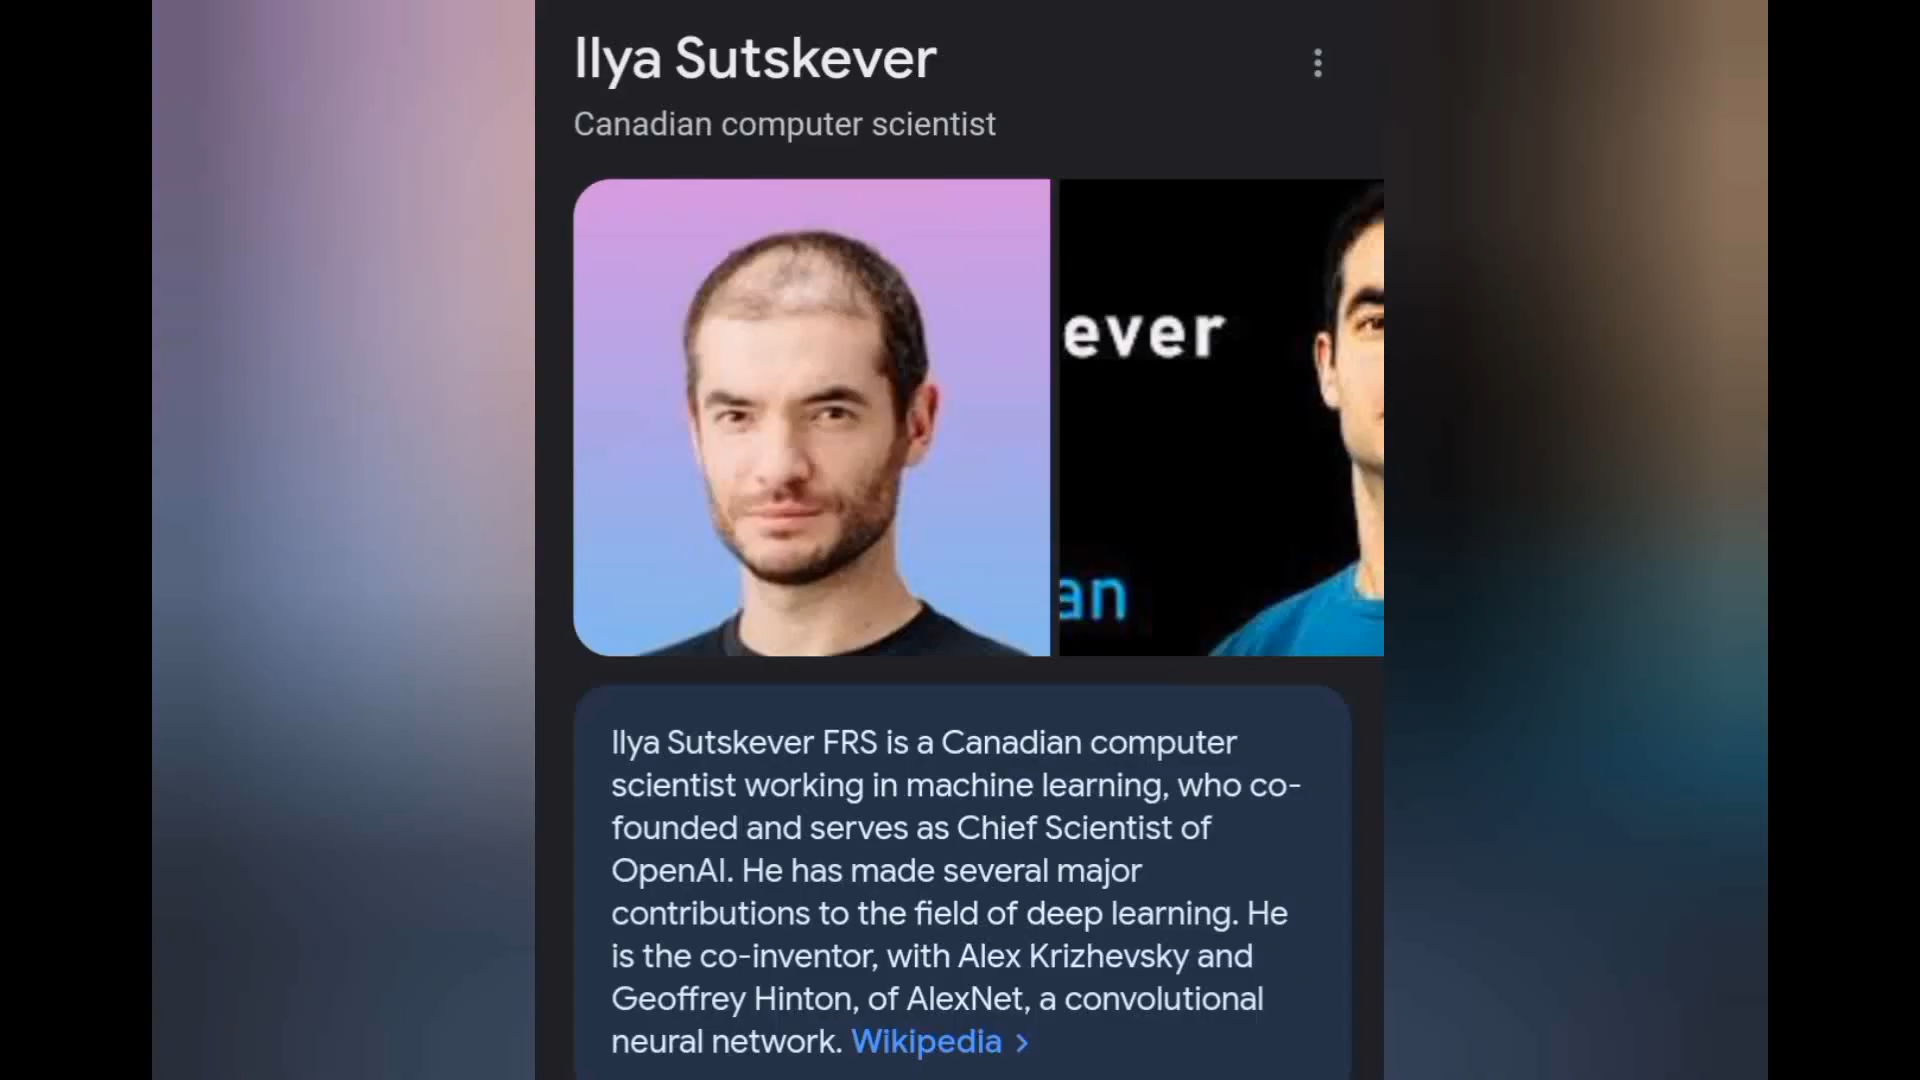 Ilya Sutskever
Canadian computer scientist
ever
an
Ilya Sutskever FRS is a Canadian computer
scientist working in machine learning, who co-
founded and serves as Chief Scientist of
OpenAI. He has made several major
contributions to the field of deep learning. He
is the co-inventor, with Alex Krizhevsky and
Geoffrey Hinton, of AlexNet, a convolutional
neural network. Wikipedia >